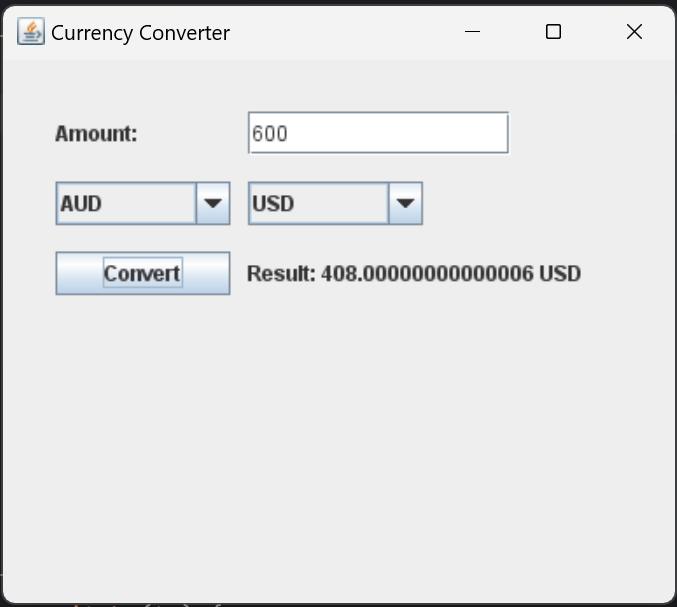 Currency Converter
Amount: 600
AUD USD
Convert Result: 408.00000000000006 USD